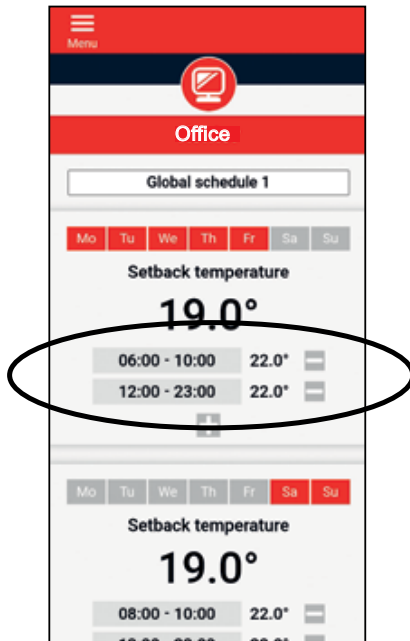 Menu
Office
Global schedule 1
Mo Tu We Th Fr Sa Su
Setback temperature
19.0°
06:00 - 10:00 22.0°
12:00 - 23:00 22.0°
Mo Tu We Th Fr Sa Su
Setback temperature
19.0°
08:00 - 10:00 22.0°